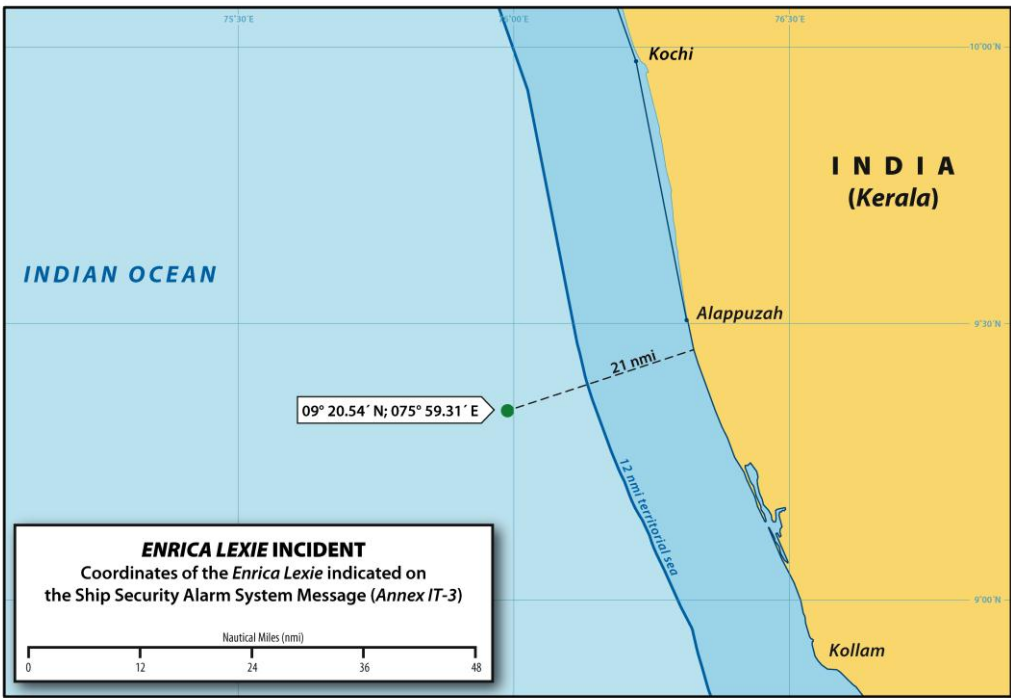 75°30´E
76°00´E
76°30´E
10°00´N
Kochi
I N D I A
(Kerala)
INDIAN OCEAN
Alappuzah
9°30´N
21 nmi
09° 20.54´ N; 075° 59.31´ E
12 nmi territorial sea
ENRICA LEXIE INCIDENT
Coordinates of the Enrica Lexie indicated on
the Ship Security Alarm System Message (Annex IT-3)
Nautical Miles (nmi)
0 12 24 36 48
9°00´N
Kollam